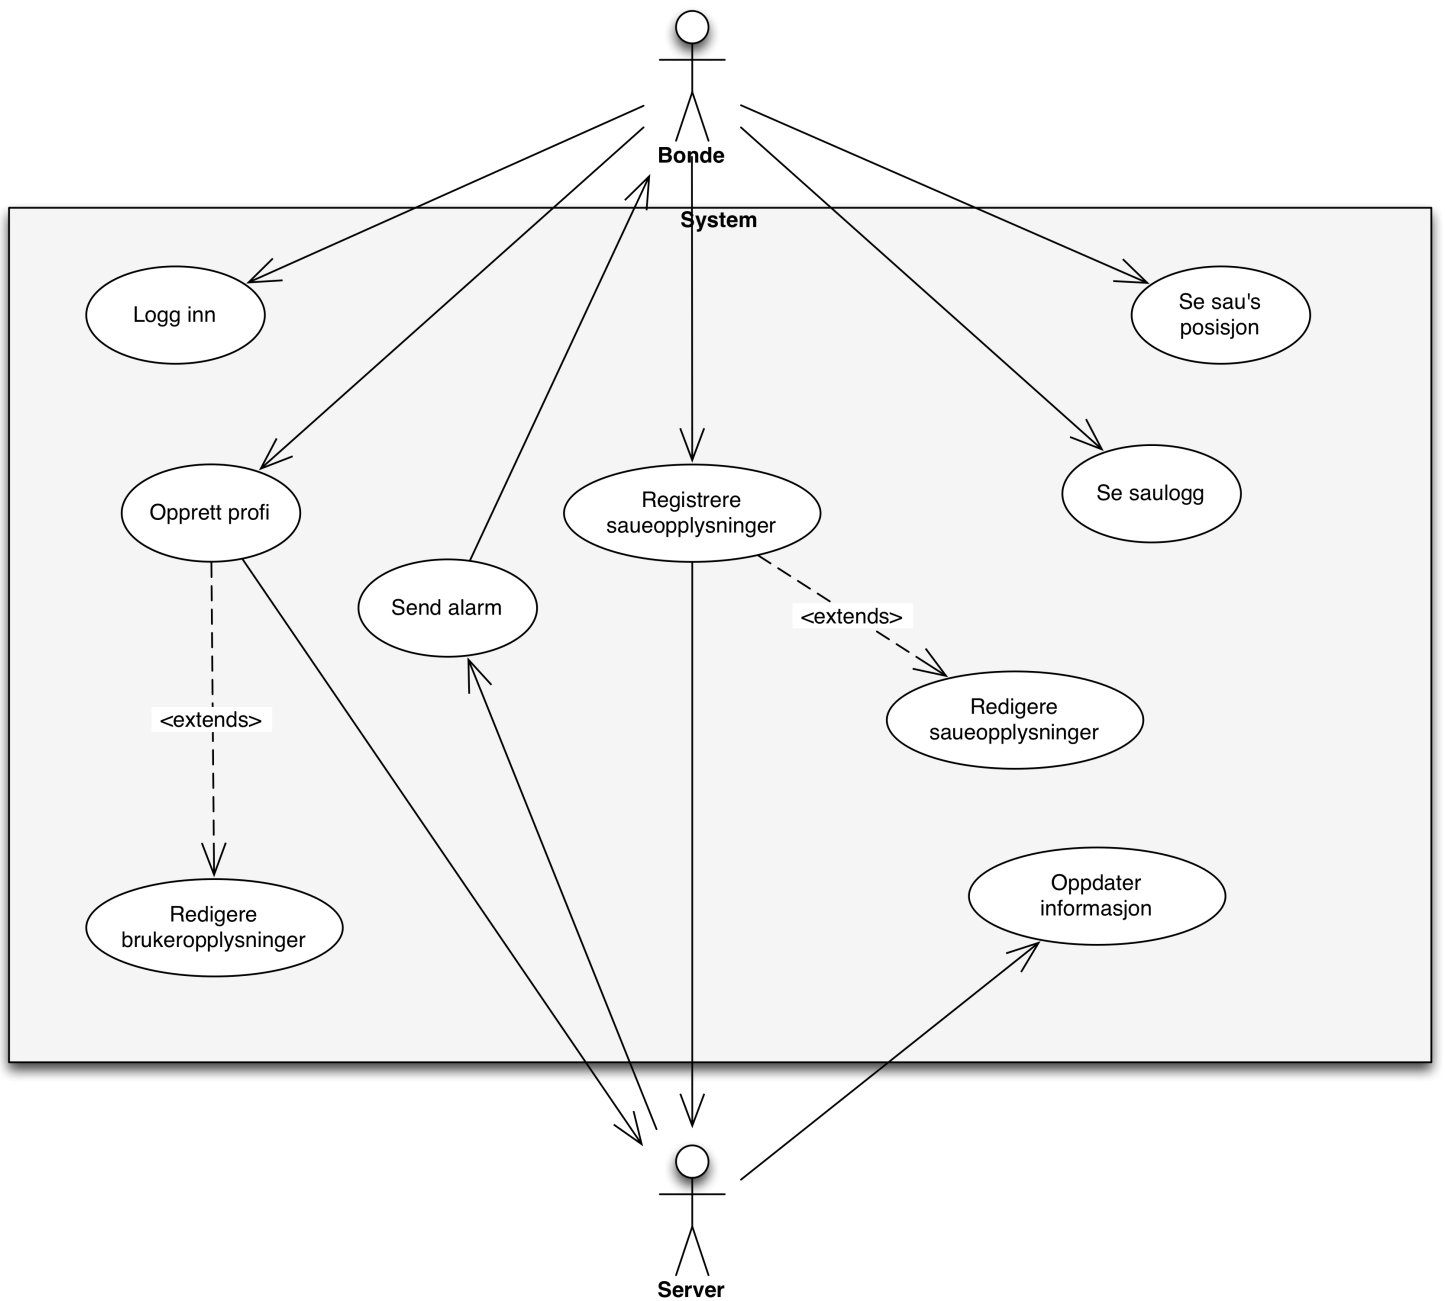 Bonde
System
Logg inn
Se sau's
posisjon
Opprett profi
Registrere
saueopplysninger
Se saulogg
Send alarm
<extends>
Redigere
saueopplysninger
<extends>
Oppdater
informasjon
Redigere
brukeropplysninger
Server